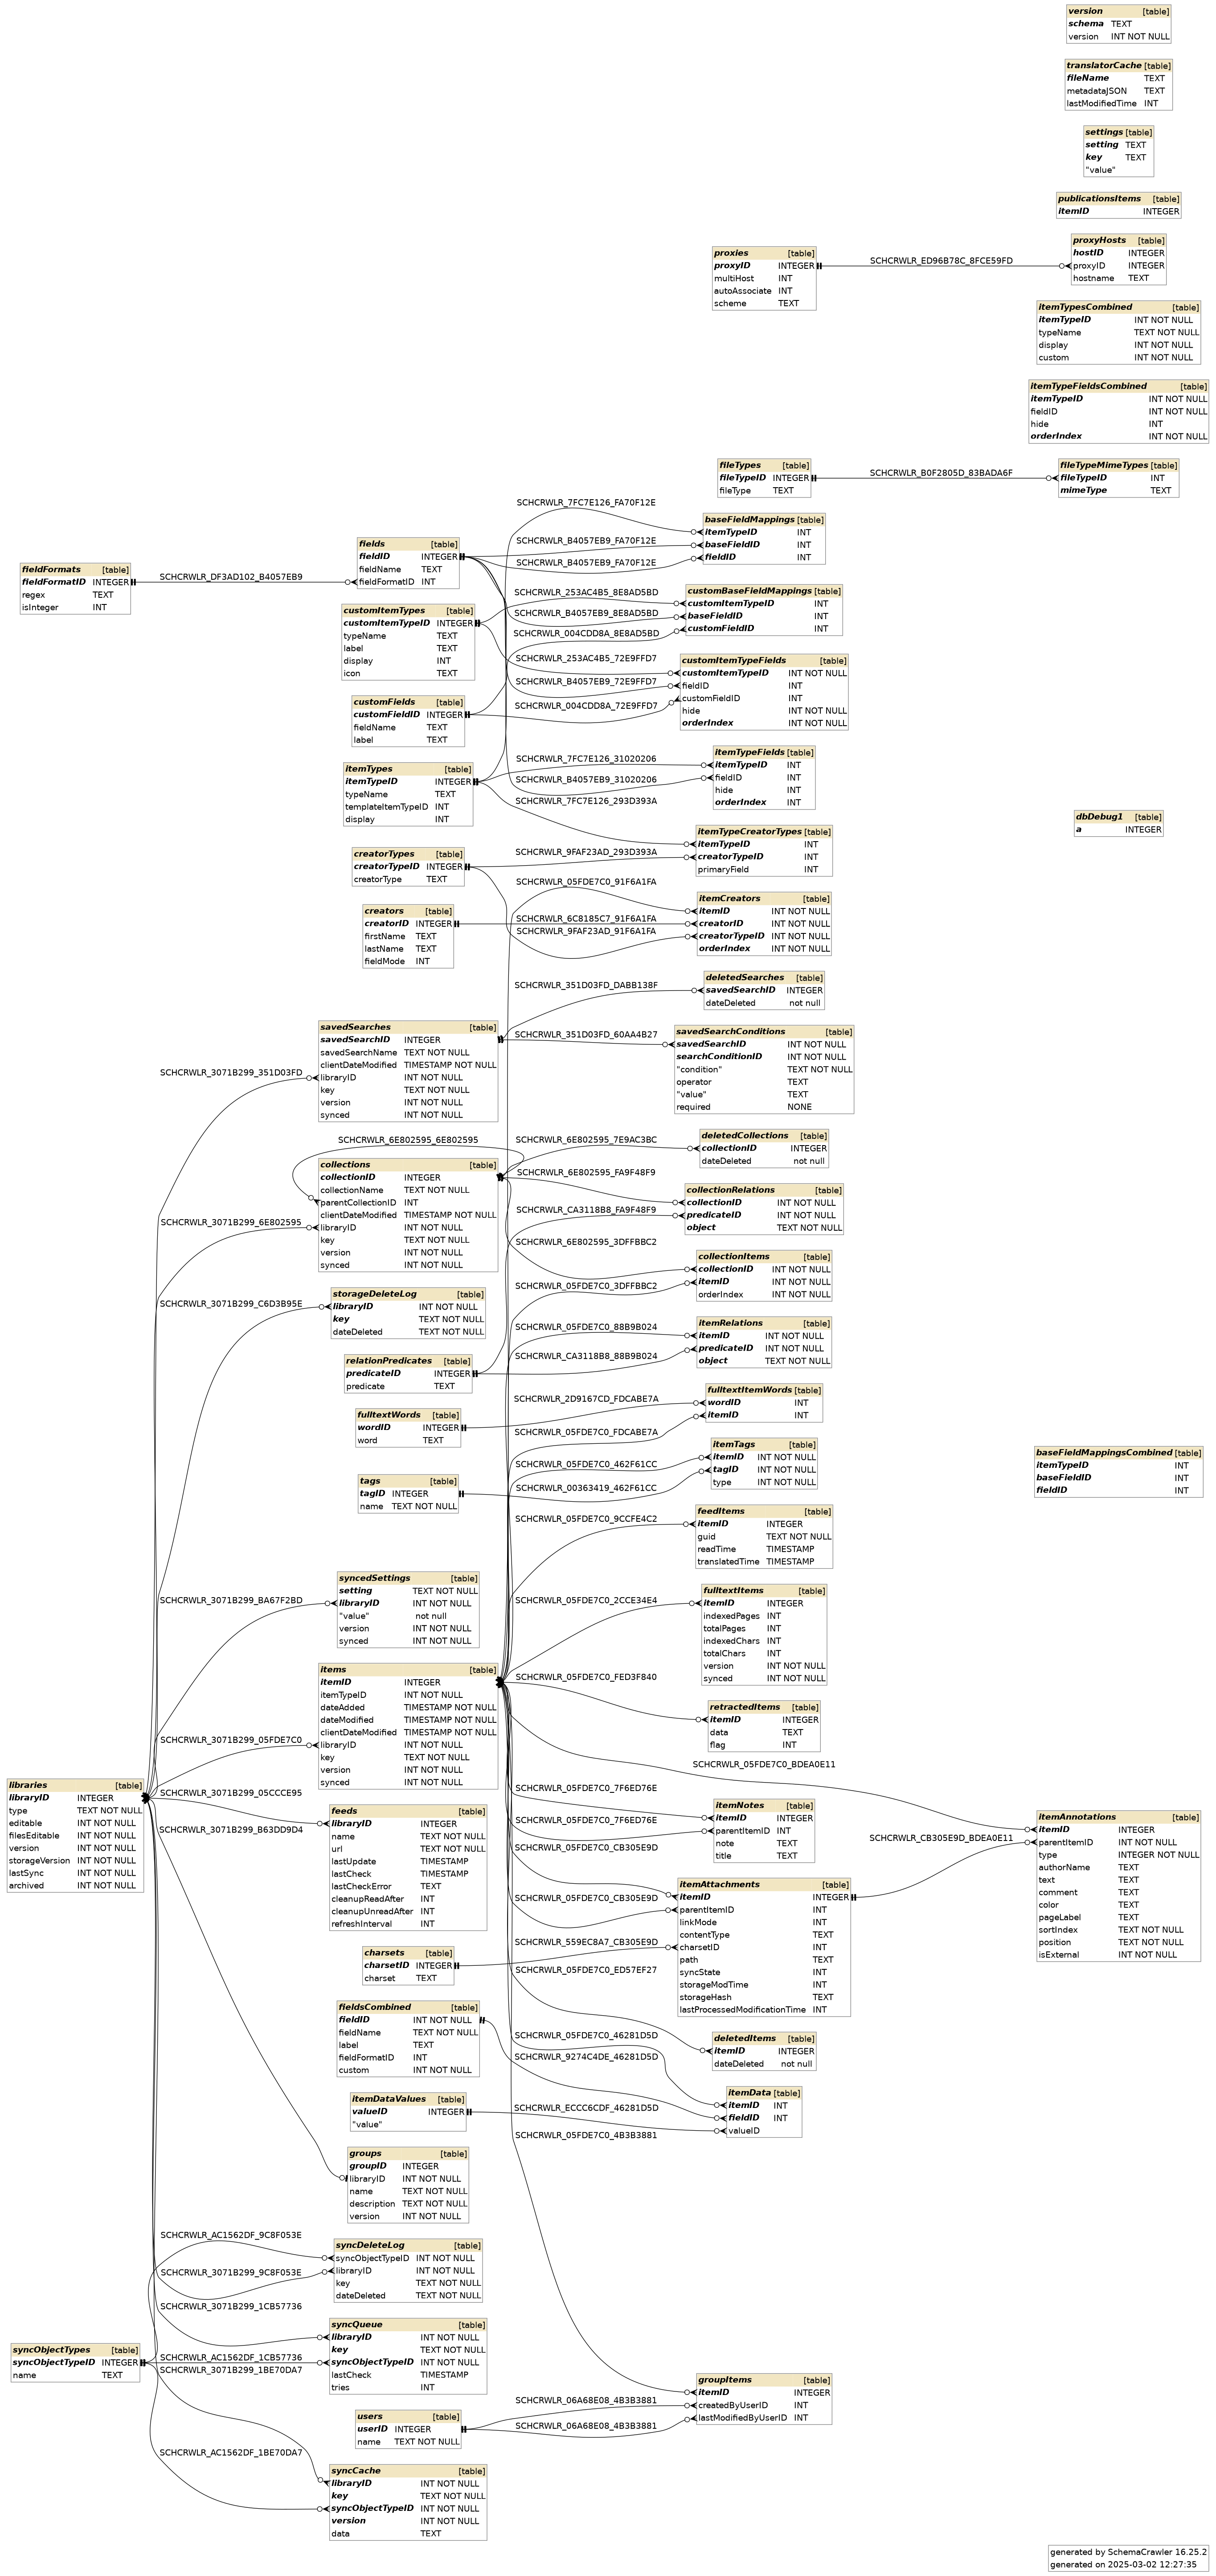 version [table]
schema TEXT
version INT NOT NULL
translatorCache [table]
fileName TEXT
metadataJSON TEXT
lastModifiedTime INT
settings [table]
setting TEXT
key TEXT
"value"
publicationsItems [table]
itemID INTEGER
proxies [table]
proxyID INTEGER
multiHost INT
autoAssociate INT
scheme TEXT
SCHCRWLR_ED96B78C_8FCE59FD
proxyHosts [table]
hostID INTEGER
proxyID INTEGER
hostname TEXT
itemTypesCombined [table]
itemTypeID INT NOT NULL
typeName TEXT NOT NULL
display INT NOT NULL
custom INT NOT NULL
itemTypeFieldsCombined [table]
itemTypeID INT NOT NULL
fieldID INT NOT NULL
hide INT
orderIndex INT NOT NULL
fileTypes [table]
fileTypeID INTEGER
fileType TEXT
SCHCRWLR_B0F2805D_83BADA6F
fileTypeMimeTypes [table]
fileTypeID INT
mimeType TEXT
fieldFormats [table]
fieldFormatID INTEGER
regex TEXT
isInteger INT
SCHCRWLR_DF3AD102_B4057EB9
fields [table]
fieldID INTEGER
fieldName TEXT
fieldFormatID INT
SCHCRWLR_7FC7E126_FA70F12E
SCHCRWLR_B4057EB9_FA70F12E
SCHCRWLR_B4057EB9_FA70F12E
baseFieldMappings [table]
itemTypeID INT
baseFieldID INT
fieldID INT
customItemTypes [table]
customItemTypeID INTEGER
typeName TEXT
label TEXT
display INT
icon TEXT
SCHCRWLR_253AC4B5_8E8AD5BD
SCHCRWLR_B4057EB9_8E8AD5BD
SCHCRWLR_004CDD8A_8E8AD5BD
customBaseFieldMappings [table]
customItemTypeID INT
baseFieldID INT
customFieldID INT
customFields [table]
customFieldID INTEGER
fieldName TEXT
label TEXT
SCHCRWLR_253AC4B5_72E9FFD7
SCHCRWLR_B4057EB9_72E9FFD7
SCHCRWLR_004CDD8A_72E9FFD7
customItemTypeFields [table]
customItemTypeID INT NOT NULL
fieldID INT
customFieldID INT
hide INT NOT NULL
orderIndex INT NOT NULL
itemTypes [table]
itemTypeID INTEGER
typeName TEXT
templateItemTypeID INT
display INT
SCHCRWLR_7FC7E126_31020206
SCHCRWLR_B4057EB9_31020206
SCHCRWLR_7FC7E126_293D393A
itemTypeFields [table]
itemTypeID INT
fieldID INT
hide INT
orderIndex INT
dbDebug1 [table]
a INTEGER
creatorTypes [table]
creatorTypeID INTEGER
creatorType TEXT
SCHCRWLR_9FAF23AD_293D393A
itemTypeCreatorTypes [table]
itemTypeID INT
creatorTypeID INT
primaryField INT
creators [table]
creatorID INTEGER
firstName TEXT
lastName TEXT
fieldMode INT
SCHCRWLR_05FDE7C0_91F6A1FA
SCHCRWLR_6C8185C7_91F6A1FA
SCHCRWLR_9FAF23AD_91F6A1FA
itemCreators [table]
itemID INT NOT NULL
creatorID INT NOT NULL
creatorTypeID INT NOT NULL
orderIndex INT NOT NULL
SCHCRWLR_3071B299_351D03FD
savedSearches [table]
savedSearchID INTEGER
savedSearchName TEXT NOT NULL
clientDateModified TIMESTAMP NOT NULL
libraryID INT NOT NULL
key TEXT NOT NULL
version INT NOT NULL
synced INT NOT NULL
SCHCRWLR_351D03FD_DABB138F
SCHCRWLR_351D03FD_60AA4B27
deletedSearches [table]
savedSearchID INTEGER
dateDeleted not null
savedSearchConditions [table]
savedSearchID INT NOT NULL
searchConditionID INT NOT NULL
"condition" TEXT NOT NULL
operator TEXT
"value" TEXT
required NONE
SCHCRWLR_6E802595_6E802595
SCHCRWLR_3071B299_6E802595
collections [table]
collectionID INTEGER
collectionName TEXT NOT NULL
parentCollectionID INT
clientDateModified TIMESTAMP NOT NULL
libraryID INT NOT NULL
key TEXT NOT NULL
version INT NOT NULL
synced INT NOT NULL
SCHCRWLR_6E802595_7E9AC3BC
SCHCRWLR_6E802595_FA9F48F9
SCHCRWLR_CA3118B8_FA9F48F9
SCHCRWLR_6E802595_3DFFBBC2
SCHCRWLR_05FDE7C0_3DFFBBC2
deletedCollections [table]
collectionID INTEGER
dateDeleted not null
collectionRelations [table]
collectionID INT NOT NULL
predicateID INT NOT NULL
object TEXT NOT NULL
collectionItems [table]
collectionID INT NOT NULL
itemID INT NOT NULL
orderIndex INT NOT NULL
SCHCRWLR_3071B299_C6D3B95E
storageDeleteLog [table]
libraryID INT NOT NULL
key TEXT NOT NULL
dateDeleted TEXT NOT NULL
relationPredicates [table]
predicateID INTEGER
predicate TEXT
SCHCRWLR_05FDE7C0_88B9B024
SCHCRWLR_CA3118B8_88B9B024
itemRelations [table]
itemID INT NOT NULL
predicateID INT NOT NULL
object TEXT NOT NULL
fulltextWords [table]
wordID INTEGER
word TEXT
SCHCRWLR_2D9167CD_FDCABE7A
SCHCRWLR_05FDE7C0_FDCABE7A
fulltextItemWords [table]
wordID INT
itemID INT
tags [table]
tagID INTEGER
name TEXT NOT NULL
SCHCRWLR_05FDE7C0_462F61CC
SCHCRWLR_00363419_462F61CC
itemTags [table]
itemID INT NOT NULL
tagID INT NOT NULL
type INT NOT NULL
baseFieldMappingsCombined [table]
itemTypeID INT
baseFieldID INT
fieldID INT
SCHCRWLR_05FDE7C0_9CCFE4C2
feedItems [table]
itemID INTEGER
guid TEXT NOT NULL
readTime TIMESTAMP
translatedTime TIMESTAMP
SCHCRWLR_3071B299_BA67F2BD
syncedSettings [table]
setting TEXT NOT NULL
libraryID INT NOT NULL
"value" not null
version INT NOT NULL
synced INT NOT NULL
SCHCRWLR_05FDE7C0_2CCE34E4
fulltextItems [table]
itemID INTEGER
indexedPages INT
totalPages INT
indexedChars INT
totalChars INT
version INT NOT NULL
synced INT NOT NULL
SCHCRWLR_3071B299_05FDE7C0
items [table]
itemID INTEGER
itemTypeID INT NOT NULL
dateAdded TIMESTAMP NOT NULL
dateModified TIMESTAMP NOT NULL
clientDateModified TIMESTAMP NOT NULL
libraryID INT NOT NULL
key TEXT NOT NULL
version INT NOT NULL
synced INT NOT NULL
SCHCRWLR_05FDE7C0_FED3F840
retractedItems [table]
itemID INTEGER
data TEXT
flag INT
SCHCRWLR_05FDE7C0_BDEA0E11
libraries [table]
libraryID INTEGER
type TEXT NOT NULL
editable INT NOT NULL
filesEditable INT NOT NULL
version INT NOT NULL
storageVersion INT NOT NULL
lastSync INT NOT NULL
archived INT NOT NULL
SCHCRWLR_3071B299_05CCCE95
SCHCRWLR_3071B299_B63DD9D4
feeds [table]
libraryID INTEGER
name TEXT NOT NULL
url TEXT NOT NULL
lastUpdate TIMESTAMP
lastCheck TIMESTAMP
lastCheckError TEXT
cleanupReadAfter INT
cleanupUnreadAfter INT
refreshInterval INT
SCHCRWLR_05FDE7C0_7F6ED76E
SCHCRWLR_05FDE7C0_7F6ED76E
SCHCRWLR_05FDE7C0_CB305E9D
SCHCRWLR_05FDE7C0_CB305E9D
itemNotes [table]
itemID INTEGER
parentItemID INT
note TEXT
title TEXT
SCHCRWLR_CB305E9D_BDEA0E11
itemAnnotations [table]
itemID INTEGER
parentItemID INT NOT NULL
type INTEGER NOT NULL
authorName TEXT
text TEXT
comment TEXT
color TEXT
pageLabel TEXT
sortIndex TEXT NOT NULL
position TEXT NOT NULL
isExternal INT NOT NULL
itemAttachments [table]
itemID INTEGER
parentItemID INT
linkMode INT
contentType TEXT
charsetID INT
path TEXT
syncState INT
storageModTime INT
storageHash TEXT
lastProcessedModificationTime INT
charsets [table]
charsetID INTEGER
charset TEXT
SCHCRWLR_559EC8A7_CB305E9D
SCHCRWLR_05FDE7C0_ED57EF27
fieldsCombined [table]
fieldID INT NOT NULL
fieldName TEXT NOT NULL
label TEXT
fieldFormatID INT
custom INT NOT NULL
SCHCRWLR_05FDE7C0_46281D5D
SCHCRWLR_9274C4DE_46281D5D
deletedItems [table]
itemID INTEGER
dateDeleted not null
itemDataValues [table]
valueID INTEGER
"value"
SCHCRWLR_ECCC6CDF_46281D5D
SCHCRWLR_05FDE7C0_4B3B3881
itemData [table]
itemID INT
fieldID INT
valueID
groups [table]
groupID INTEGER
libraryID INT NOT NULL
name TEXT NOT NULL
description TEXT NOT NULL
version INT NOT NULL
SCHCRWLR_AC1562DF_9C8F053E
SCHCRWLR_3071B299_9C8F053E
syncDeleteLog [table]
syncObjectTypeID INT NOT NULL
libraryID INT NOT NULL
key TEXT NOT NULL
dateDeleted TEXT NOT NULL
SCHCRWLR_3071B299_1CB57736
syncObjectTypes [table]
syncObjectTypeID INTEGER
name TEXT
SCHCRWLR_AC1562DF_1CB57736
SCHCRWLR_3071B299_1BE70DA7
syncQueue [table]
libraryID INT NOT NULL
key TEXT NOT NULL
syncObjectTypeID INT NOT NULL
lastCheck TIMESTAMP
tries INT
users [table]
userID INTEGER
name TEXT NOT NULL
SCHCRWLR_06A68E08_4B3B3881
SCHCRWLR_06A68E08_4B3B3881
groupItems [table]
itemID INTEGER
createdByUserID INT
lastModifiedByUserID INT
SCHCRWLR_AC1562DF_1BE70DA7
syncCache [table]
libraryID INT NOT NULL
key TEXT NOT NULL
syncObjectTypeID INT NOT NULL
version INT NOT NULL
data TEXT
generated by SchemaCrawler 16.25.2
generated on 2025-03-02 12:27:35